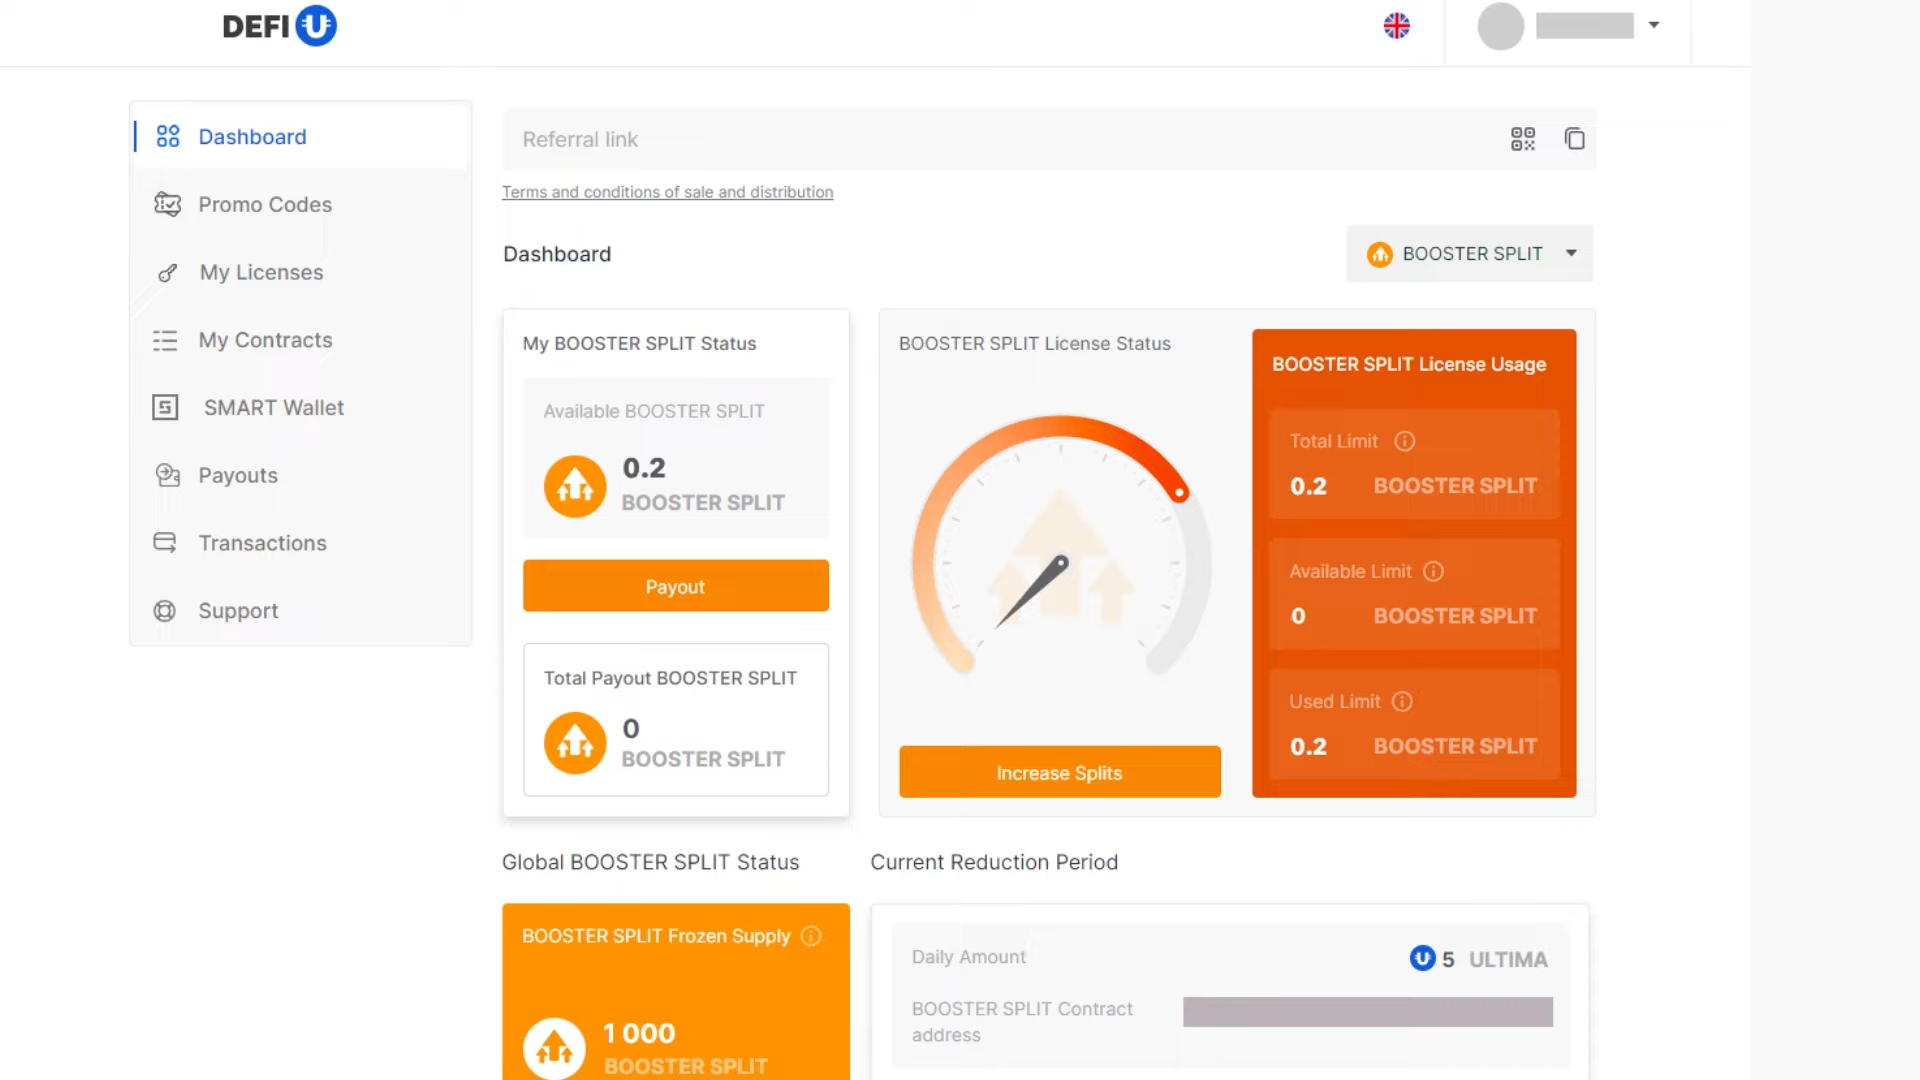 DEFI U
Referral link
Terms and conditions of sale and distribution
Dashboard
Promo Codes
My Licenses
My Contracts
SMART Wallet
Payouts
Transactions
Support
Dashboard
BOOSTER SPLIT
My BOOSTER SPLIT Status
Available BOOSTER SPLIT
0.2
BOOSTER SPLIT
Payout
Total Payout BOOSTER SPLIT
0
BOOSTER SPLIT
BOOSTER SPLIT License Status
Increase Splits
BOOSTER SPLIT License Usage
Total Limit
0.2 BOOSTER SPLIT
Available Limit
0 BOOSTER SPLIT
Used Limit
0.2 BOOSTER SPLIT
Global BOOSTER SPLIT Status
BOOSTER SPLIT Frozen Supply
1 000
BOOSTER SPLIT
Current Reduction Period
Daily Amount
5 ULTIMA
BOOSTER SPLIT Contract
address